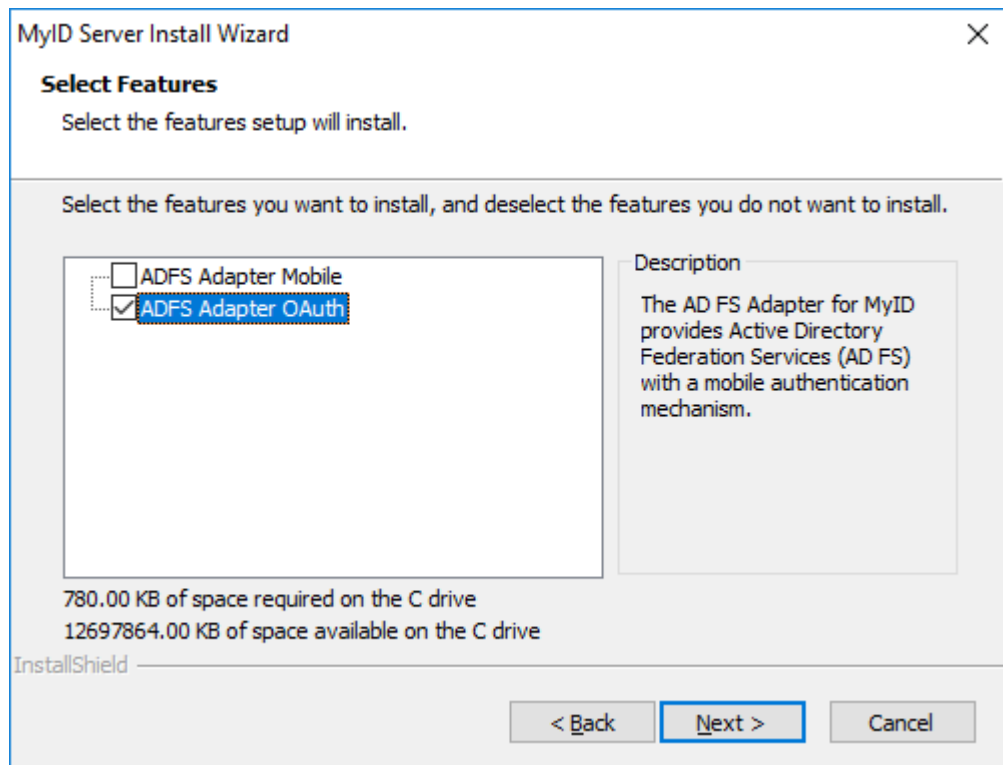 MyID Server Install Wizard
Select Features
Select the features setup will install.
Select the features you want to install, and deselect the features you do not want to install.
ADFS Adapter Mobile
ADFS Adapter OAuth
Description
The AD FS Adapter for MyID
provides Active Directory
Federation Services (AD FS)
with a mobile authentication
mechanism.
780.00 KB of space required on the C drive
12697864.00 KB of space available on the C drive
InstallShield
< Back
Next >
Cancel